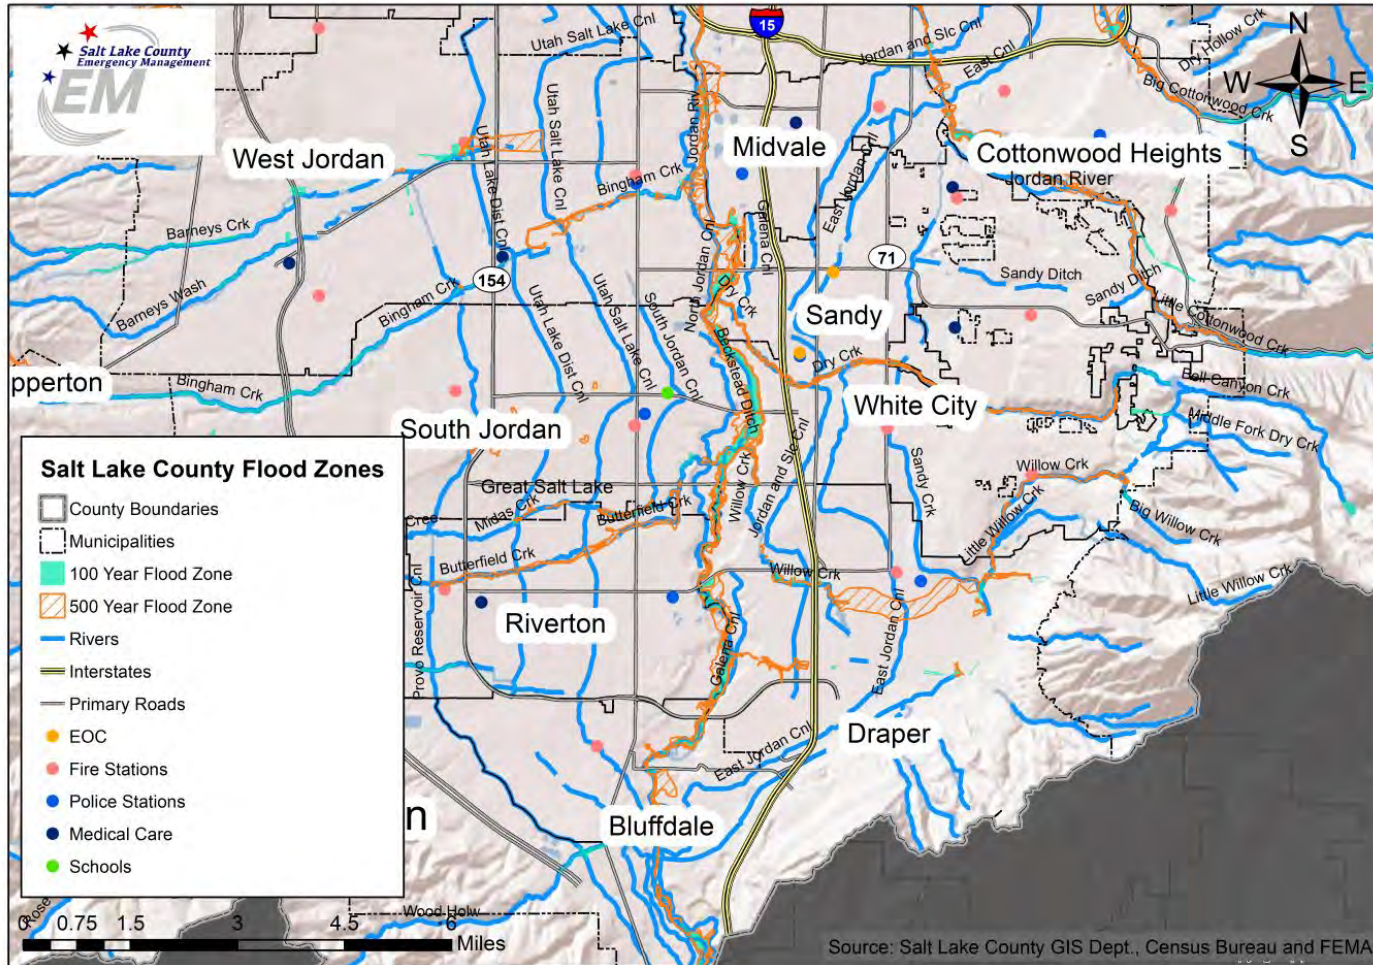 Salt Lake County
Emergency Management
EM
15
N
W
E
S
Utah Salt Lake Cnl
Jordan and Slc Cnl
East Cnl
Dry Hollow Crk
Big Cottonwood Crk
Jordan Riv
Utah Salt Lake Cnl
Midvale
West Jordan
Cottonwood Heights
Jordan River
Utah Lake Dist Cnl
Bingham Crk
East Jordan Cnl
Galena Cnl
Barneys Crk
71
154
Sandy Ditch
Sandy Ditch
Barneys Wash
Bingham Crk
North Jordan Cnl
Dry Crk
Sandy
Little Cottonwood Crk
Utah Lake Dist Cnl
Utah Salt Lake Cnl
South Jordan Cnl
Beckstead Ditch
Dry Crk
Bell Canyon Crk
pperton
Bingham Crk
White City
Middle Fork Dry Crk
South Jordan
Jordan and Slc Cnl
Sandy Crk
Willow Crk
Great Salt Lake
Willow Crk
Little Willow Crk
Big Willow Crk
Midas Crk
Butterfield Crk
Cree
Butterfield Crk
Willow Crk
Little Willow Crk
Provo Reservoir Cnl
Riverton
Galena Cnl
East Jordan Cnl
Draper
East Jordan Cnl
n
Bluffdale
Wood Holw
Rose
Salt Lake County Flood Zones
County Boundaries
Municipalities
100 Year Flood Zone
500 Year Flood Zone
Rivers
Interstates
Primary Roads
EOC
Fire Stations
Police Stations
Medical Care
Schools
0 0.75 1.5 3 4.5 6
Miles
Source: Salt Lake County GIS Dept., Census Bureau and FEMA